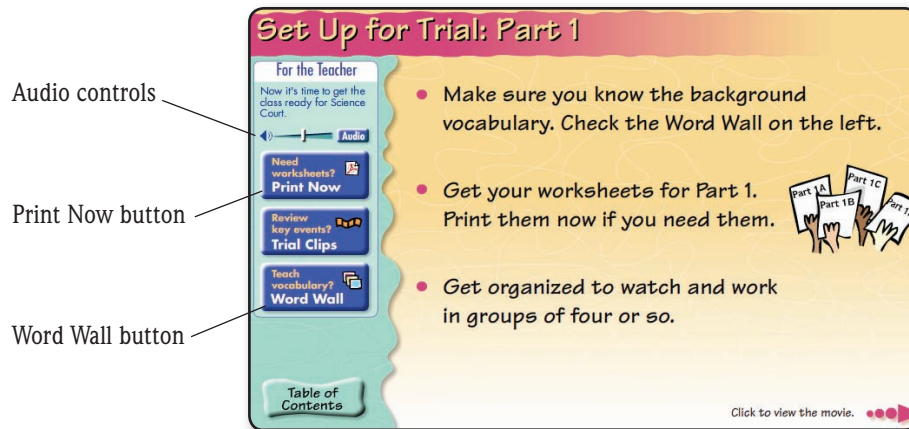 Set Up for Trial: Part 1
Audio controls
Print Now button
Word Wall button
For the Teacher
Now it's time to get the
class ready for Science
Court.
Audio
Need
worksheets?
Print Now
Review
key events?
Trial Clips
Teach
vocabulary?
Word Wall
Table of
Contents
• Make sure you know the background
vocabulary. Check the Word Wall on the left.
• Get your worksheets for Part 1.
Print them now if you need them.
Part 1A
Part 1B
Part 1C
• Get organized to watch and work
in groups of four or so.
Click to view the movie.